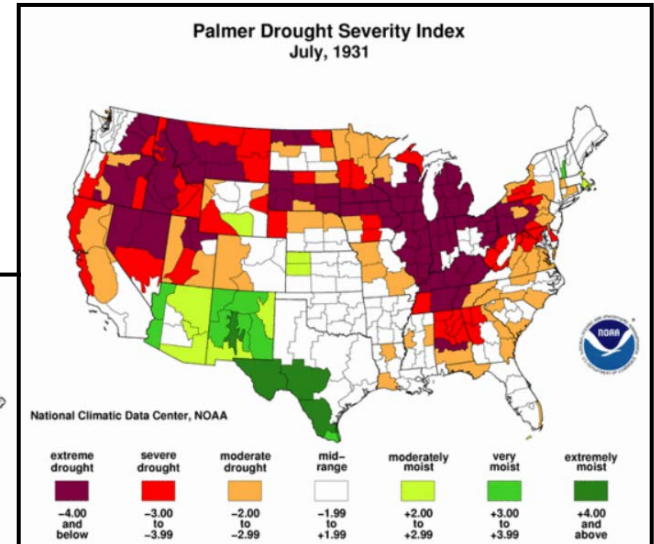 Palmer Drought Severity Index
July, 1931
NOAA
National Climatic Data Center, NOAA
extreme drought
severe drought
moderate drought
mid-range
moderately moist
very moist
extremely moist
-4.00 and below
-3.00 to -3.99
-2.00 to -2.99
-1.99 to +1.99
+2.00 to +2.99
+3.00 to +3.99
+4.00 and above